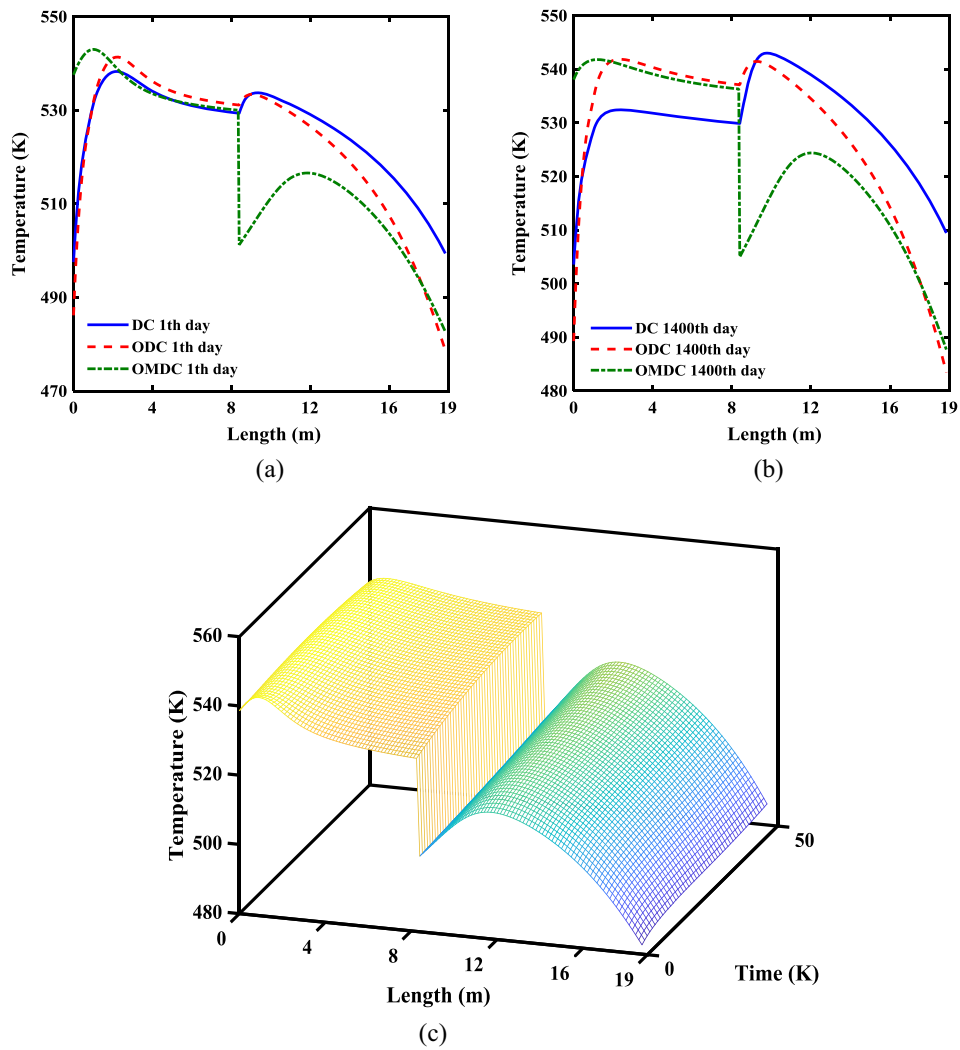 550
530
510
490
470
Temperature (K)
DC 1th day
ODC 1th day
OMDC 1th day
0
4
8
12
16
19
Length (m)
(a)
550
540
530
520
510
500
490
480
Temperature (K)
DC 1400th day
ODC 1400th day
OMDC 1400th day
0
4
8
12
16
19
Length (m)
(b)
560
540
520
500
480
Temperature (K)
0
4
8
12
16
19
Length (m)
0
50
Time (K)
(c)